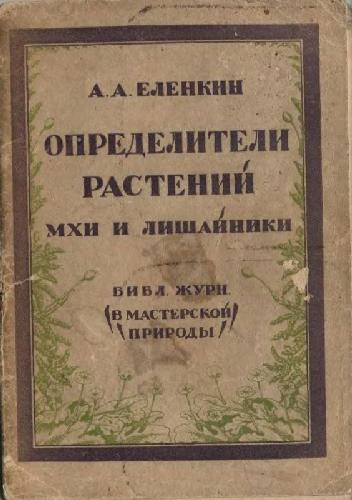 А. А. ЕЛЕНКИН
ОПРЕДЕЛИТЕЛИ
РАСТЕНИЙ
МХИ И ЛИШАЙНИКИ
БИБЛ. ЖУРН.
(В МАСТЕРСКОЙ
ПРИРОДЫ)